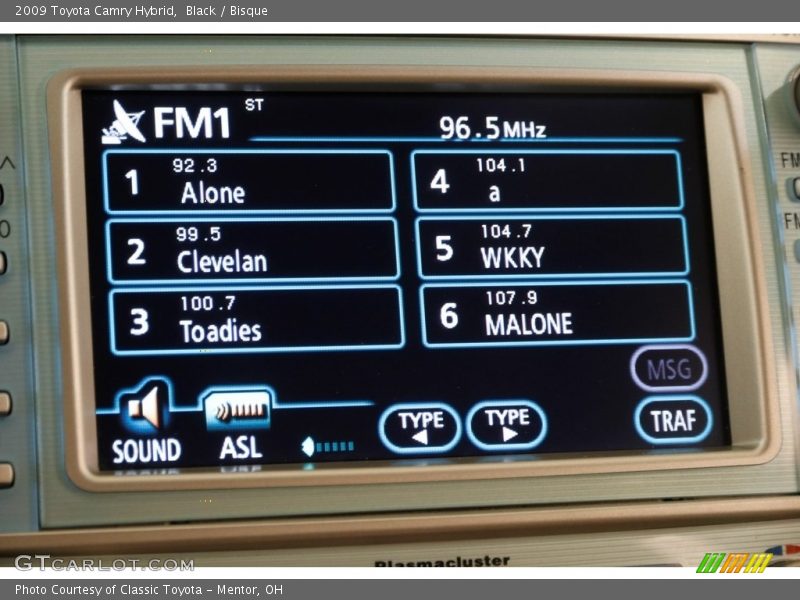 2009 Toyota Camry Hybrid, Black / Bisque
FM1 ST
96.5MHz
1 92.3 Alone
2 99.5 Clevelan
3 100.7 Toadies
4 104.1 a
5 104.7 WKKY
6 107.9 MALONE
MSG
SOUND
ASL
TYPE
TYPE
TRAF
FM
FM
Plasmacluster
GTCARLOT.COM
Photo Courtesy of Classic Toyota - Mentor, OH